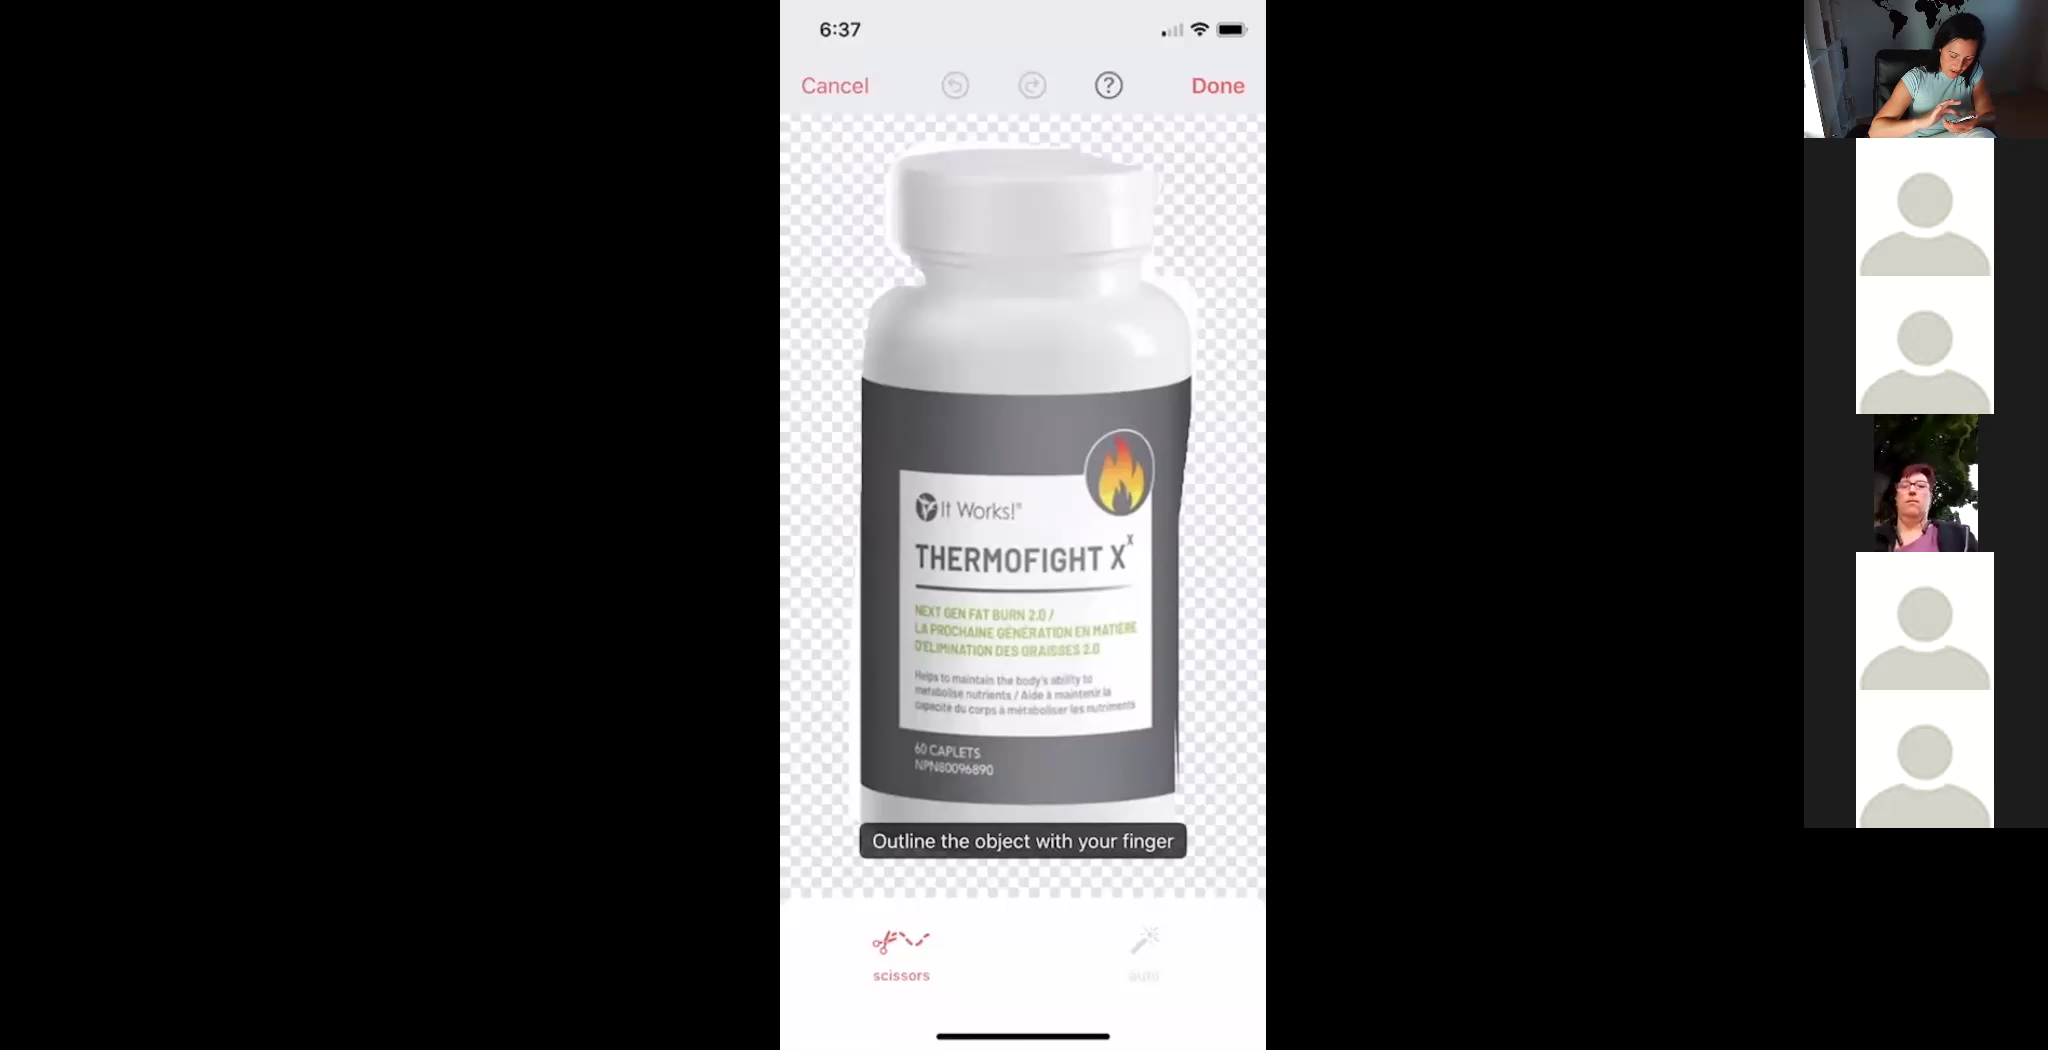 6:37
Cancel
Done
It Works!®
THERMOFIGHT X^X
NEXT GEN FAT BURN 2.0 /
LA PROCHAINE GÉNÉRATION EN MATIÈRE
D'ELIMINATION DES GRAISSES 2.0
Helps to maintain the body's ability to
metabolise nutrients / Aide à maintenir la
capacité du corps à métaboliser les nutriments
60 CAPLETS
NPN80096890
Outline the object with your finger
scissors
auto